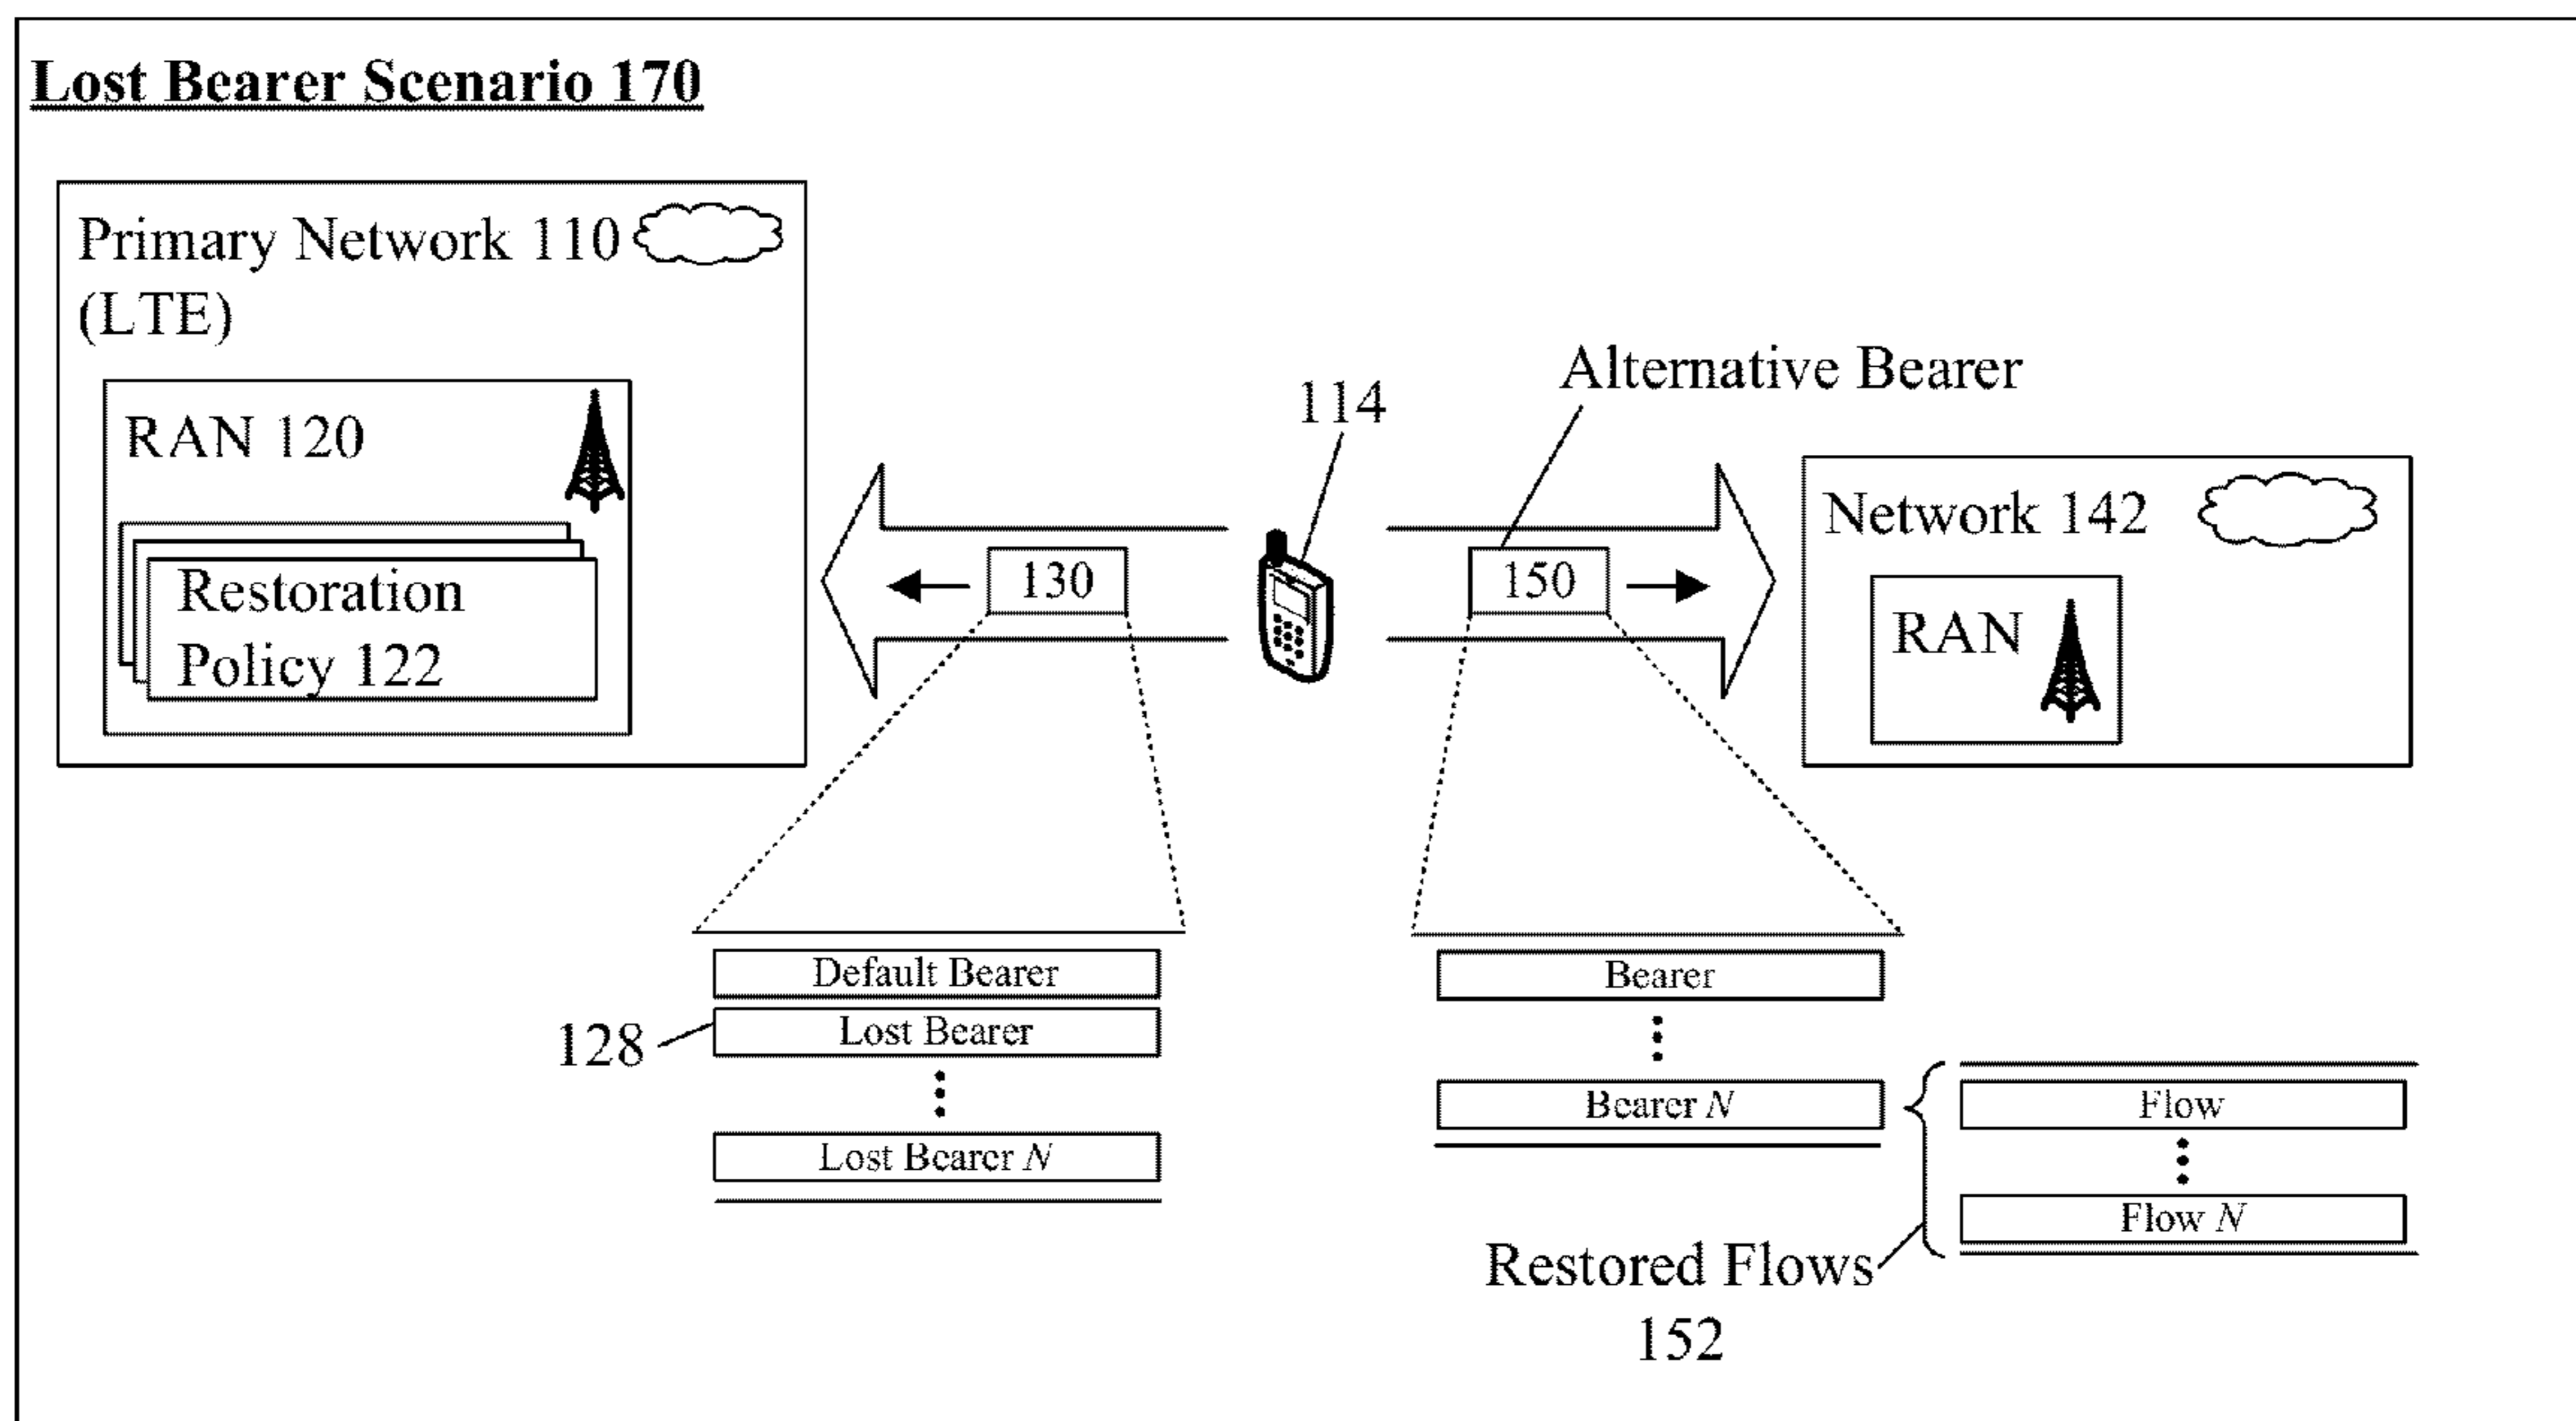 Lost Bearer Scenario 170
Primary Network 110
(LTE)
RAN 120
Restoration
Policy 122
130
114
Alternative Bearer
150
Network 142
RAN
Default Bearer
128
Lost Bearer
Lost Bearer N
Bearer
Bearer N
Flow
Flow N
Restored Flows
152